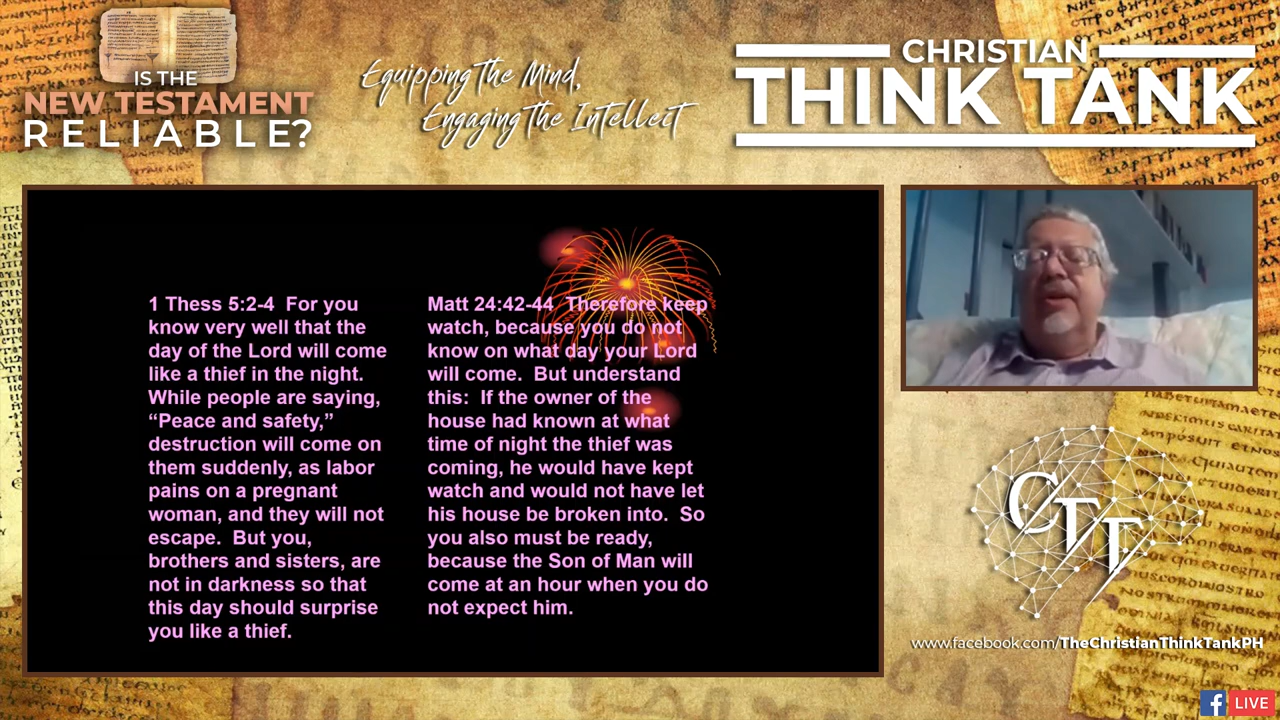 IS THE
NEW TESTAMENT
RELIABLE?
Equipping The Mind,
Engaging The Intellect
CHRISTIAN
THINK TANK
1 Thess 5:2-4  For you
know very well that the
day of the Lord will come
like a thief in the night.
While people are saying,
“Peace and safety,”
destruction will come on
them suddenly, as labor
pains on a pregnant
woman, and they will not
escape.  But you,
brothers and sisters, are
not in darkness so that
this day should surprise
you like a thief.
Matt 24:42-44  Therefore keep
watch, because you do not
know on what day your Lord
will come.  But understand
this:  If the owner of the
house had known at what
time of night the thief was
coming, he would have kept
watch and would not have let
his house be broken into.  So
you also must be ready,
because the Son of Man will
come at an hour when you do
not expect him.
CTT
www.facebook.com/TheChristianThinkTankPH
f LIVE